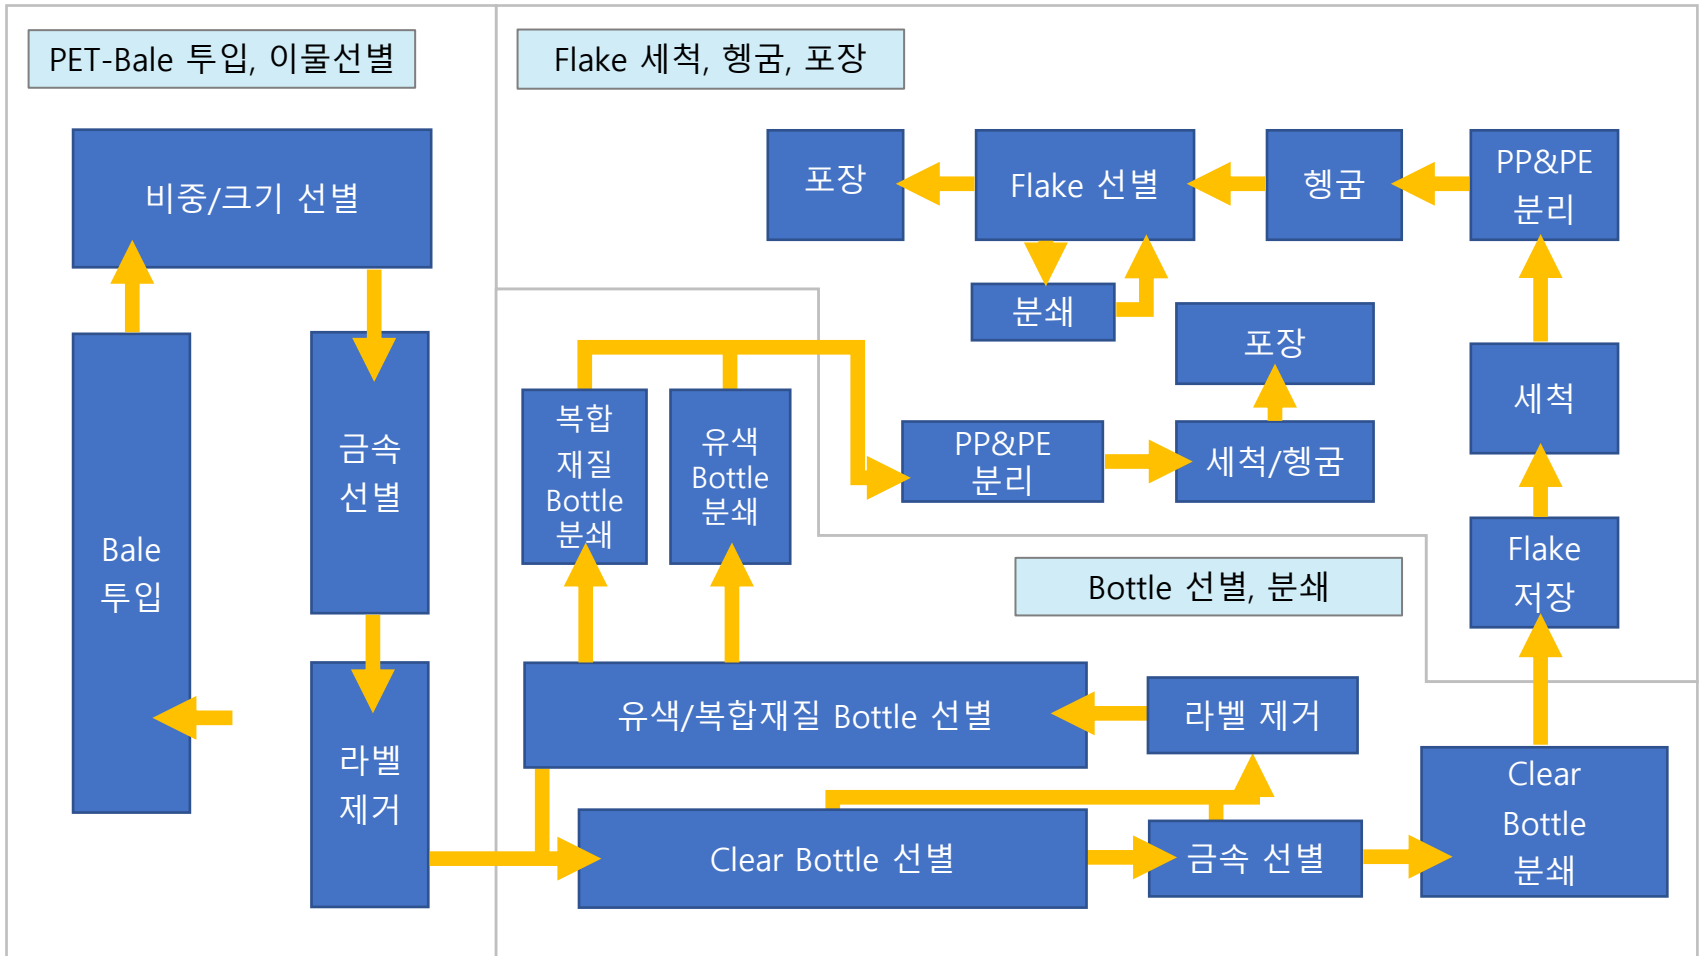 PET-Bale 투입, 이물선별
비중/크기 선별
Bale
투입
금속
선별
라벨
제거
Flake 세척, 헹굼, 포장
포장
Flake 선별
헹굼
PP&PE
분리
분쇄
포장
세척
PP&PE
분리
세척/헹굼
Flake
저장
복합
재질
Bottle
분쇄
유색
Bottle
분쇄
Bottle 선별, 분쇄
유색/복합재질 Bottle 선별
라벨 제거
Clear Bottle 선별
금속 선별
Clear
Bottle
분쇄